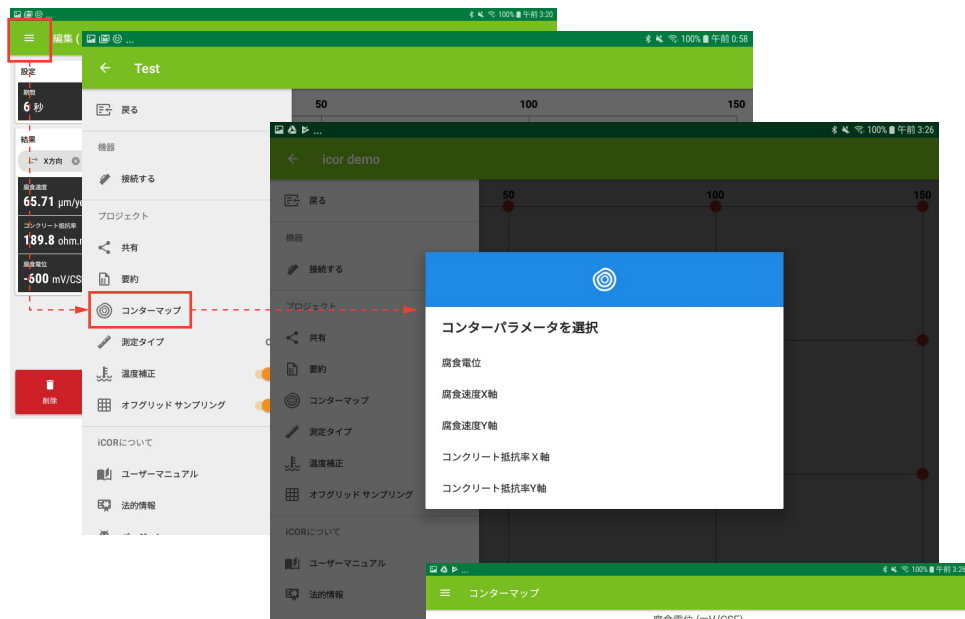 ... 100% 午前 3:20
編集 (
設定
期間
6 秒
結果
X方向
腐食速度
65.71 μm/ye
コンクリート抵抗率
189.8 ohm.r
腐食電位
-600 mV/CS
削除
... 100% 午前 0:58
Test
戻る
機器
接続する
プロジェクト
共有
要約
コンターマップ
測定タイプ
温度補正
オフグリッド サンプリング
iCORについて
ユーザーマニュアル
法的情報
50 100 150
... 100% 午前 3:26
icor demo
戻る
機器
接続する
プロジェクト
共有
要約
コンターマップ
測定タイプ
温度補正
オフグリッド サンプリング
iCORについて
ユーザーマニュアル
法的情報
50 100 150
コンターパラメータを選択
腐食電位
腐食速度X軸
腐食速度Y軸
コンクリート抵抗率X軸
コンクリート抵抗率Y軸
... 100% 午前 3:26
コンターマップ
腐食電位 (mV/CSE)